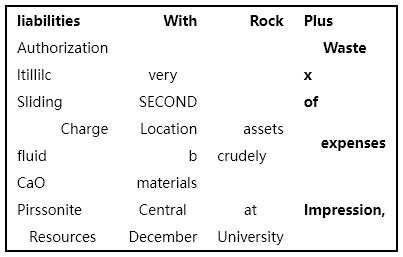 liabilities With Rock Plus
Authorization Waste
ltillilc very x
Sliding SECOND of
Charge Location assets
expenses
fluid b crudely
CaO materials
Pirssonite Central at Impression,
Resources December University